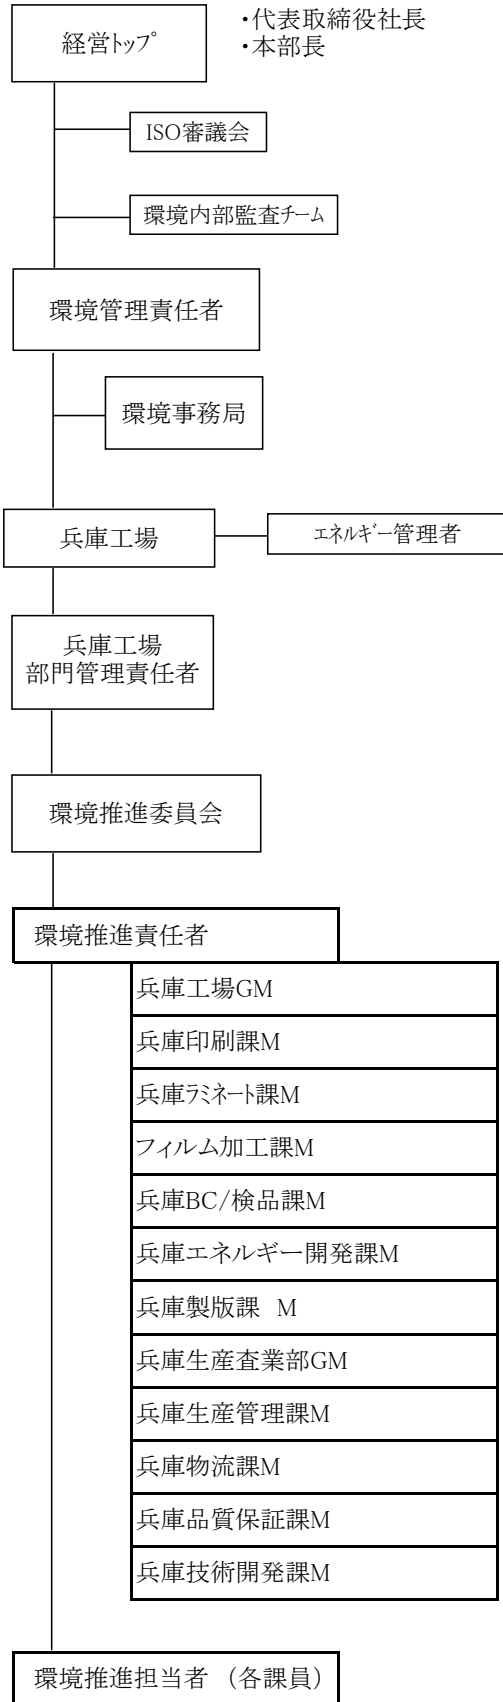 経営ﾄｯﾌﾟ
・代表取締役社長
・本部長
ISO審議会
環境内部監査ﾁｰﾑ
環境管理責任者
環境事務局
兵庫工場
ｴﾈﾙｷﾞｰ管理者
兵庫工場
部門管理責任者
環境推進委員会
環境推進責任者
兵庫工場GM
兵庫印刷課M
兵庫ﾗﾐﾈｰﾄ課M
フィルム加工課M
兵庫BC/検品課M
兵庫エネルギー開発課M
兵庫製版課　M
兵庫生産査業部GM
兵庫生産管理課M
兵庫物流課M
兵庫品質保証課M
兵庫技術開発課M
環境推進担当者 （各課員）